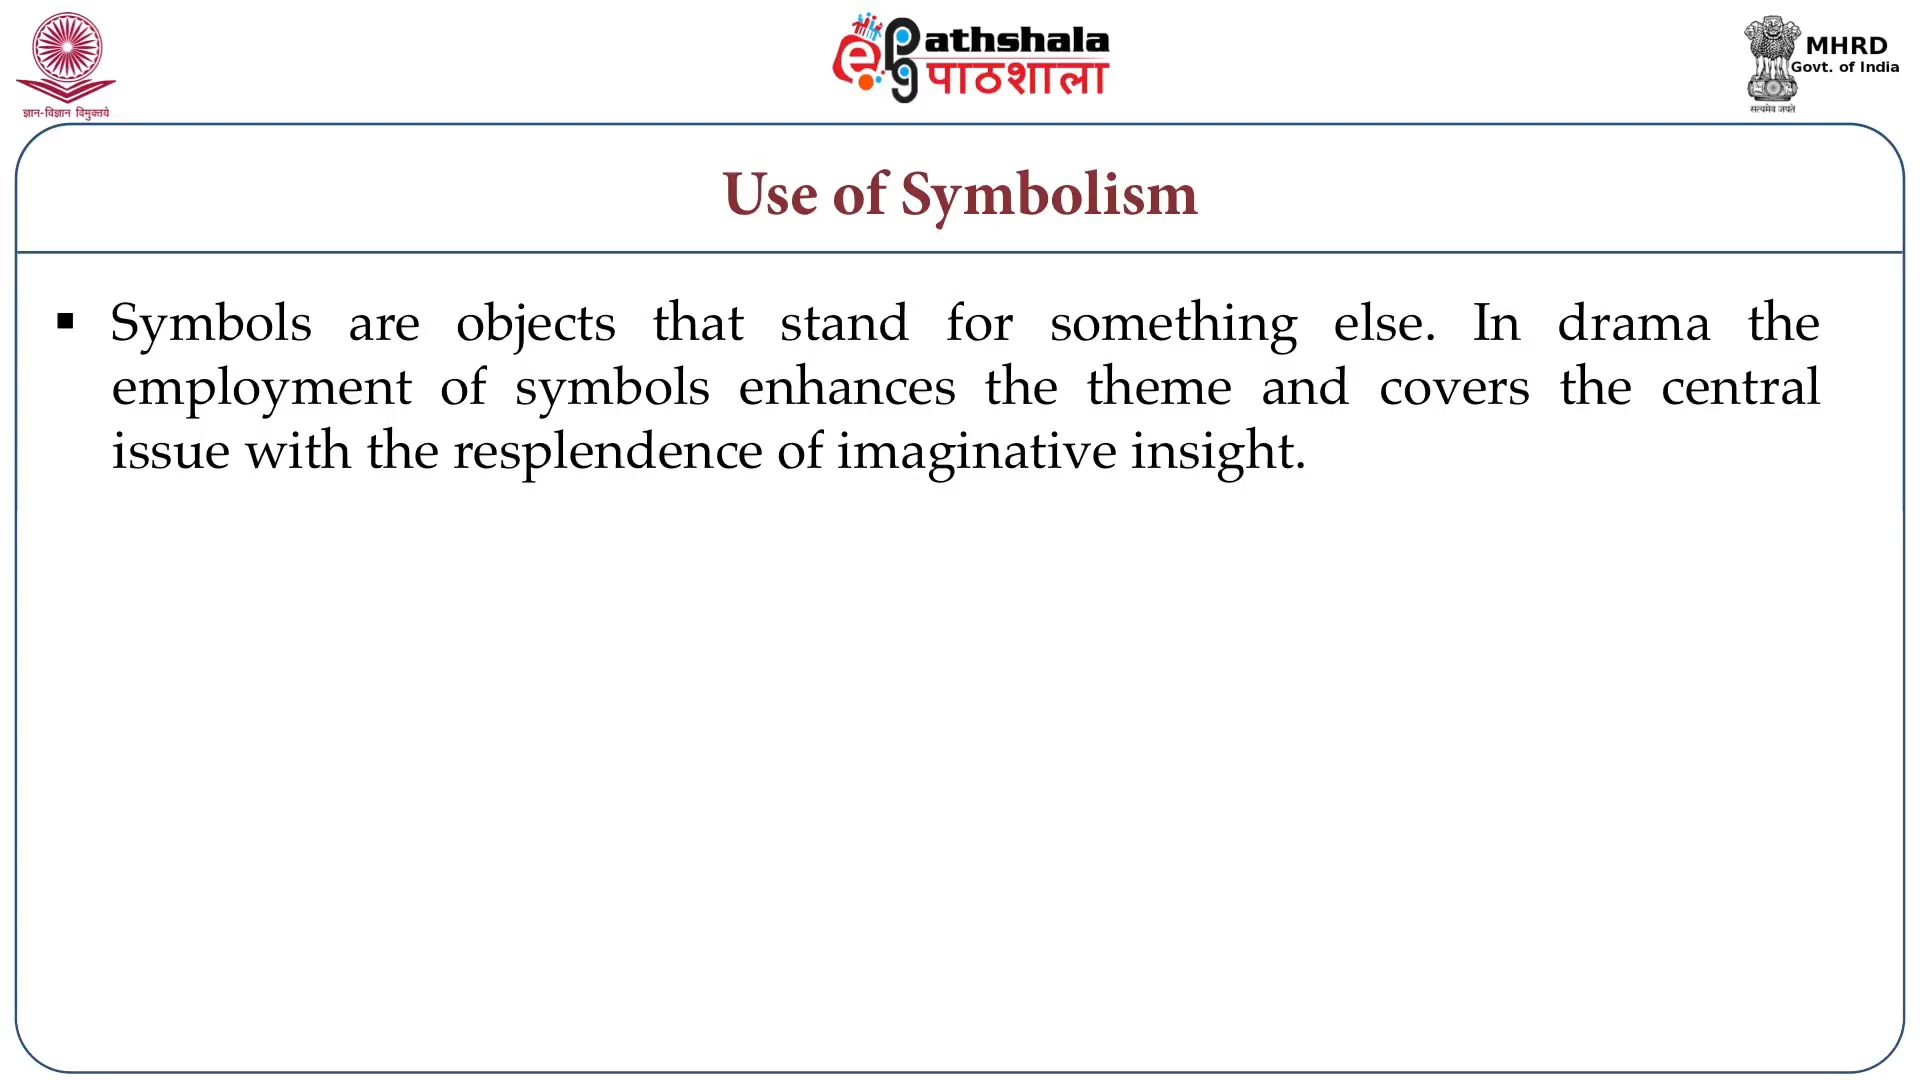 ज्ञान-विज्ञान विमुक्तये
e pg Pathshala
पाठशाला
MHRD
Govt. of India
सत्यमेव जयते
Use of Symbolism
▪ Symbols are objects that stand for something else. In drama the
employment of symbols enhances the theme and covers the central
issue with the resplendence of imaginative insight.